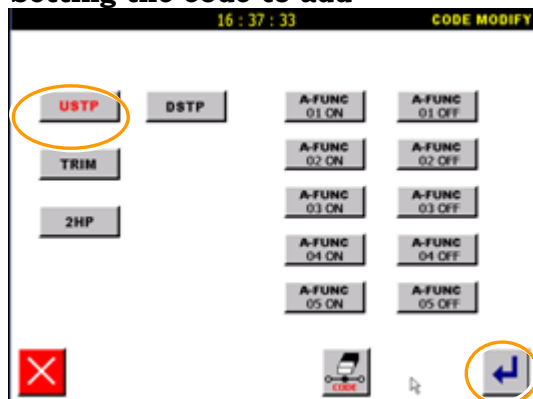 Setting the code to add
16 : 37 : 33 CODE MODIFY
USTP DSTP A-FUNC 01 ON A-FUNC 01 OFF
TRIM A-FUNC 02 ON A-FUNC 02 OFF
2HP A-FUNC 03 ON A-FUNC 03 OFF
A-FUNC 04 ON A-FUNC 04 OFF
A-FUNC 05 ON A-FUNC 05 OFF
CODE